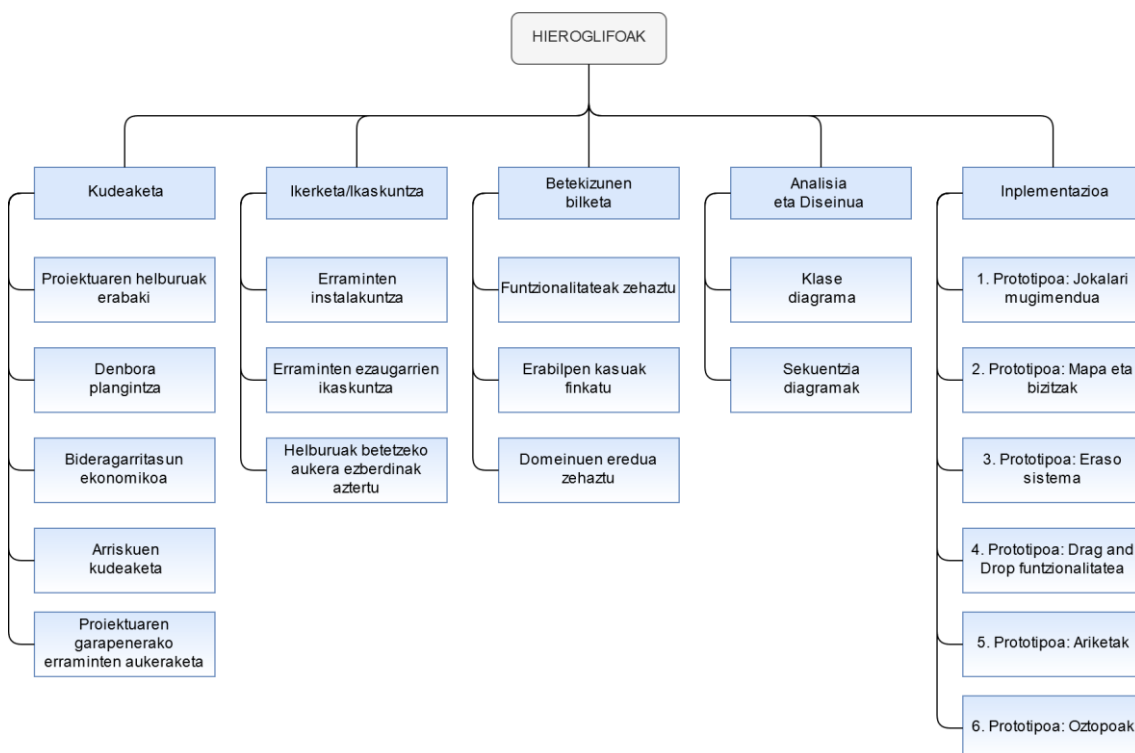 HIEROGLIFOAK
Kudeaketa
Proiektuaren helburuak
erabaki
Denbora
plangintza
Bideragarritasun
ekonomikoa
Arriskuen
kudeaketa
Proiektuaren
garapenerako
erraminten aukeraketa
Ikerketa/Ikaskuntza
Erraminten
instalakuntza
Erraminten ezaugarrien
ikaskuntza
Helburuak betetzeko
aukera ezberdinak
aztertu
Betekizunen
bilketa
Funtzionalitateak zehaztu
Erabilpen kasuak
finkatu
Domeinuen eredua
zehaztu
Analisia
eta Diseinua
Klase
diagrama
Sekuentzia
diagramak
Inplementazioa
1. Prototipoa: Jokalari
mugimendua
2. Prototipoa: Mapa eta
bizitzak
3. Prototipoa: Eraso
sistema
4. Prototipoa: Drag and
Drop funtzionalitatea
5. Prototipoa: Ariketak
6. Prototipoa: Oztopoak